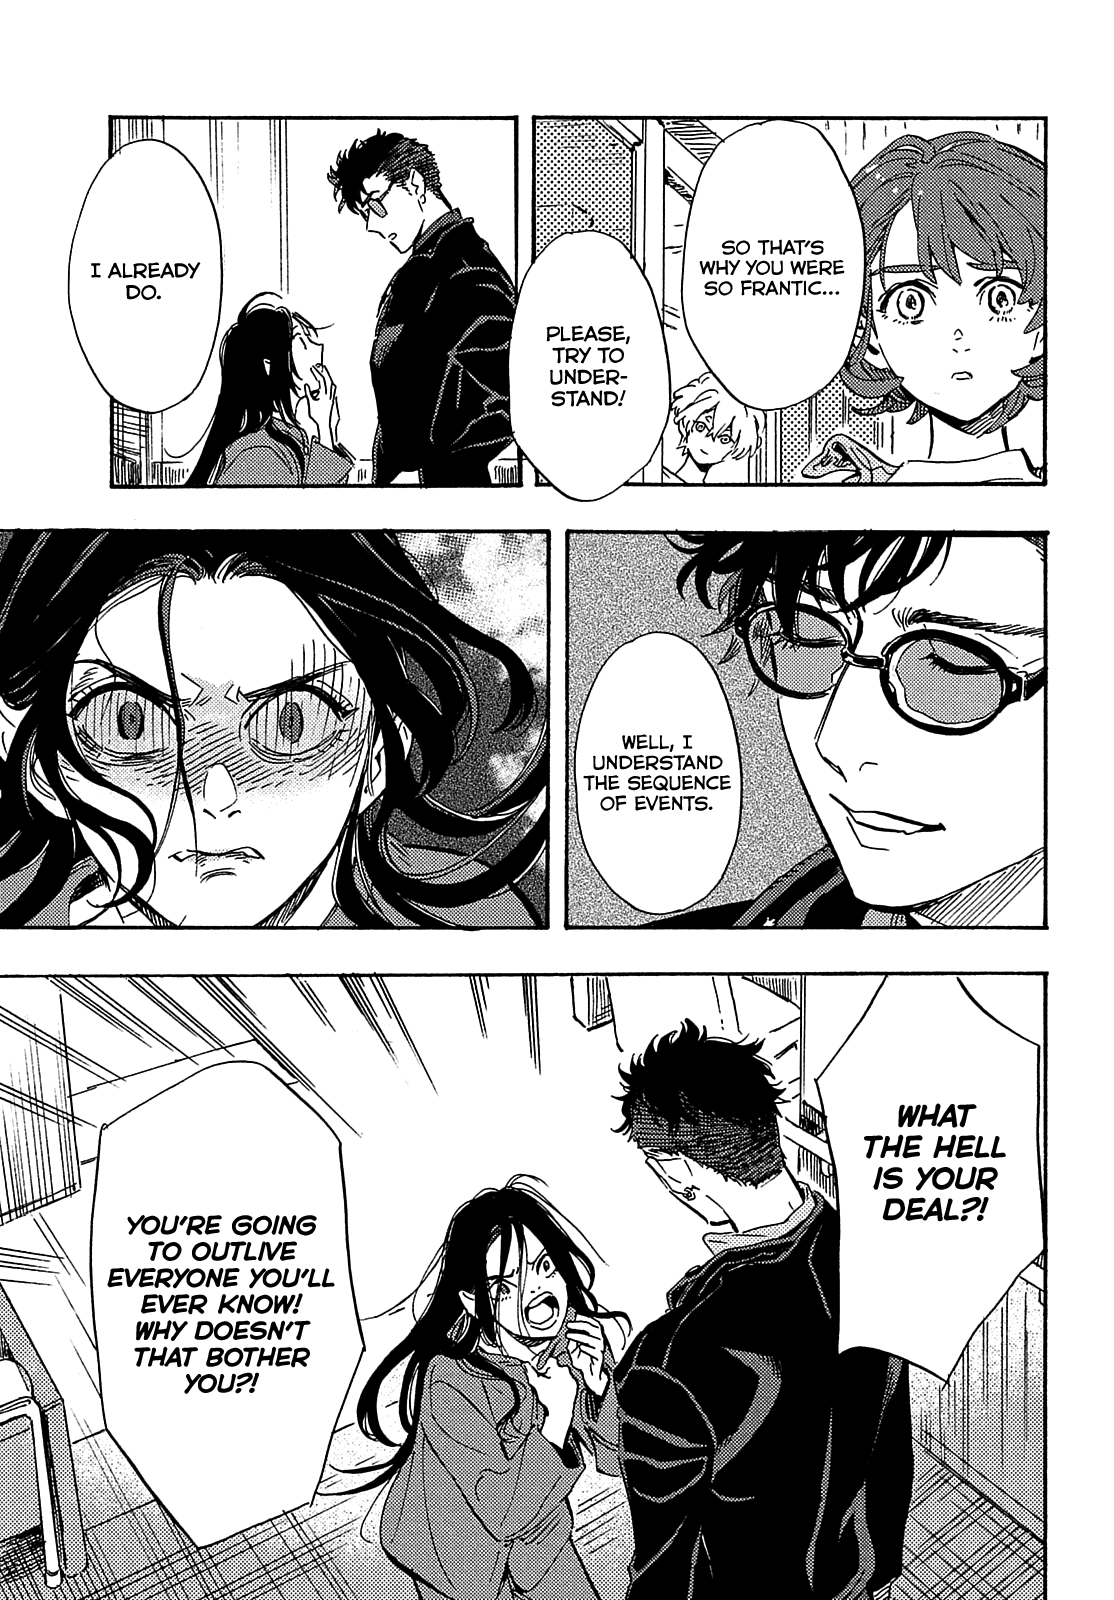 SO THAT'S
WHY YOU WERE
SO FRANTIC...
PLEASE,
TRY TO
UNDER-
STAND!
I ALREADY
DO.
WELL, I
UNDERSTAND
THE SEQUENCE
OF EVENTS.
WHAT
THE HELL
IS YOUR
DEAL?!
YOU'RE GOING
TO OUTLIVE
EVERYONE YOU'LL
EVER KNOW!
WHY DOESN'T
THAT BOTHER
YOU?!